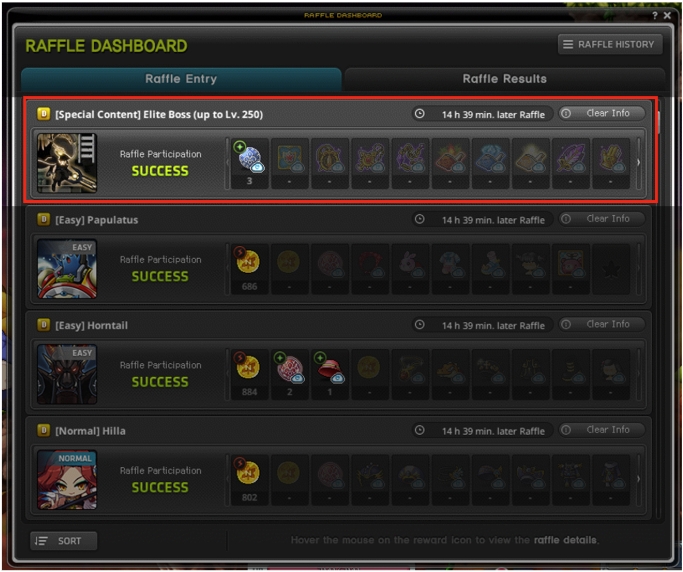 RAFFLE DASHBOARD
? X
RAFFLE DASHBOARD
RAFFLE HISTORY
Raffle Entry
Raffle Results
D [Special Content] Elite Boss (up to Lv. 250)
14 h 39 min. later Raffle
Clear Info
Raffle Participation
SUCCESS
3 - - - - - - - - -
D [Easy] Papulatus
14 h 39 min. later Raffle
Clear Info
EASY
Raffle Participation
SUCCESS
N
686 - - - - - - - -
D [Easy] Horntail
14 h 39 min. later Raffle
Clear Info
EASY
Raffle Participation
SUCCESS
N
884 2 1 - - - - - - -
D [Normal] Hilla
14 h 39 min. later Raffle
Clear Info
NORMAL
Raffle Participation
SUCCESS
N
802 - - - - - - - - -
SORT
Hover the mouse on the reward icon to view the raffle details.